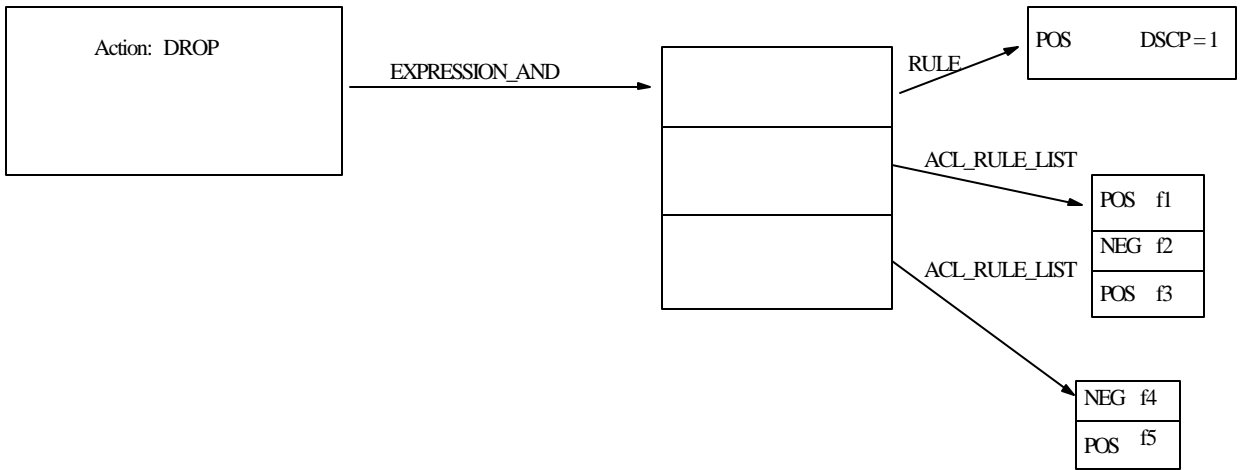 Action: DROP
EXPRESSION_AND
RULE
POS DSCP = 1
ACL_RULE_LIST
POS f1
NEG f2
POS f3
ACL_RULE_LIST
NEG f4
POS f5